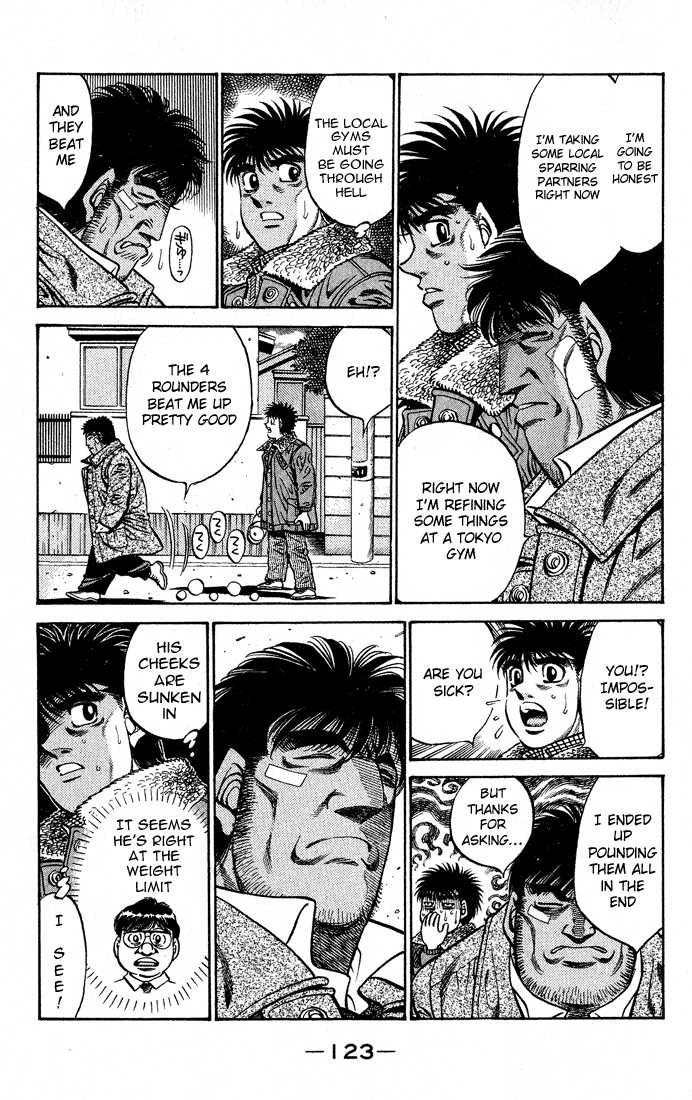 I'M
GOING
TO BE
HONEST
I'M TAKING
SOME LOCAL
SPARRING
PARTNERS
RIGHT NOW
RIGHT NOW
I'M REFINING
SOME THINGS
AT A TOKYO
GYM
THE LOCAL
GYMS
MUST
BE GOING
THROUGH
HELL
AND
THEY
BEAT
ME
ぎゅ…っ
EH!?
THE 4
ROUNDERS
BEAT ME UP
PRETTY GOOD
YOU!?
IMPOS-
SIBLE!
ARE YOU
SICK?
I ENDED
UP
POUNDING
THEM ALL
IN THE
END
BUT
THANKS
FOR
ASKING...
HIS
CHEEKS
ARE
SUNKEN
IN
IT SEEMS
HE'S RIGHT
AT THE
WEIGHT
LIMIT
I
SEE!
—123—